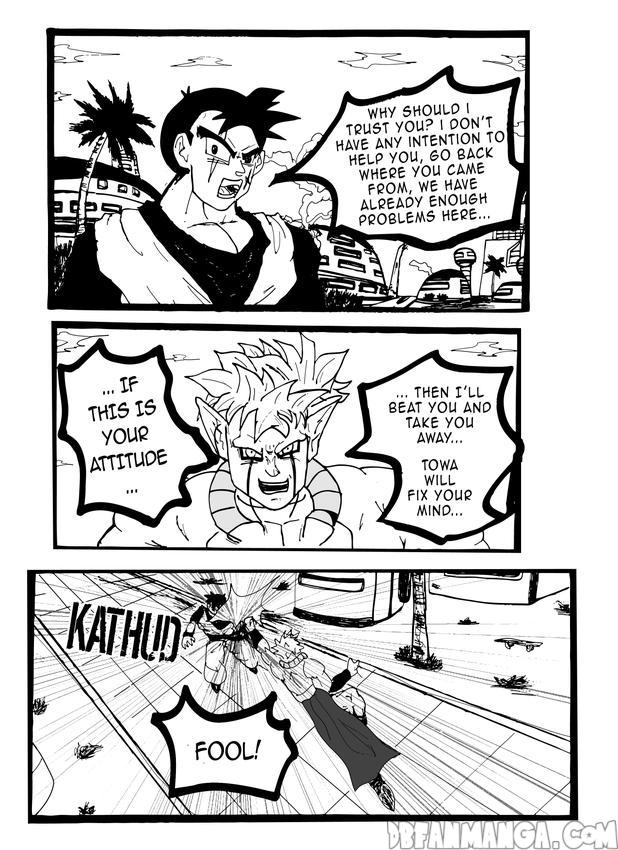 WHY SHOULD I
TRUST YOU? I DON'T
HAVE ANY INTENTION TO
HELP YOU, GO BACK
WHERE YOU CAME
FROM, WE HAVE
ALREADY ENOUGH
PROBLEMS HERE...
... IF
THIS IS
YOUR
ATTITUDE
...
... THEN I'LL
BEAT YOU AND
TAKE YOU
AWAY...
TOWA
WILL
FIX YOUR
MIND...
KATHUD
FOOL!
DBFANMANGA.COM